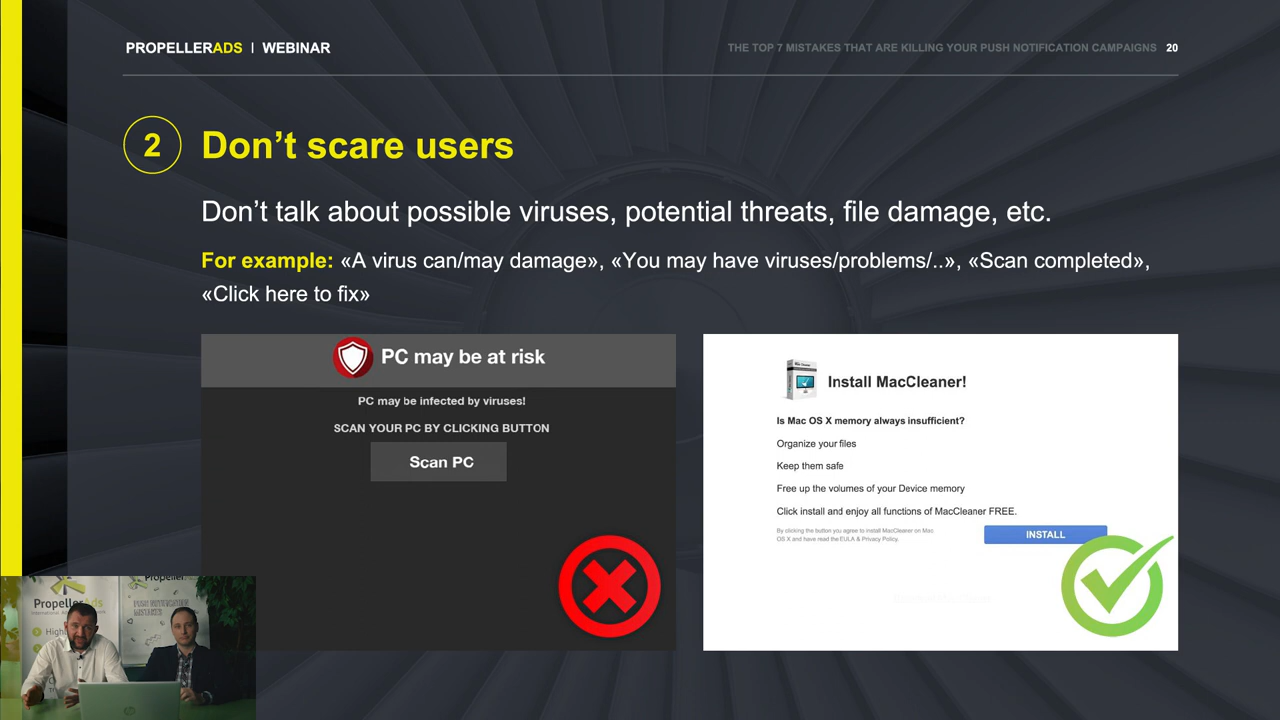 PROPELLERADS | WEBINAR
THE TOP 7 MISTAKES THAT ARE KILLING YOUR PUSH NOTIFICATION CAMPAIGNS 20
2 Don’t scare users
Don’t talk about possible viruses, potential threats, file damage, etc.
For example: «A virus can/may damage», «You may have viruses/problems/..», «Scan completed»,
«Click here to fix»
PC may be at risk
PC may be infected by viruses!
SCAN YOUR PC BY CLICKING BUTTON
Scan PC
Install MacCleaner!
Is Mac OS X memory always insufficient?
Organize your files
Keep them safe
Free up the volumes of your Device memory
Click install and enjoy all functions of MacCleaner FREE.
By clicking the button you agree to install MacCleaner on Mac
OS X and have read the EULA & Privacy Policy.
INSTALL
PropellerAds